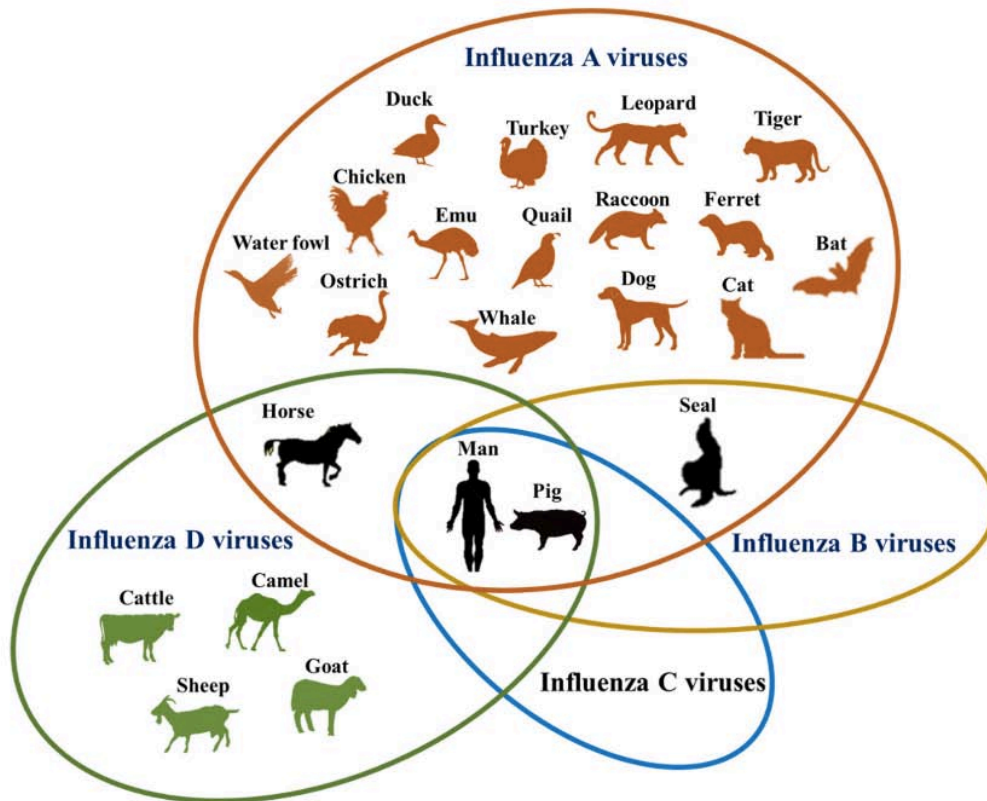 Influenza A viruses
Duck
Leopard
Turkey
Tiger
Chicken
Raccoon
Ferret
Emu
Quail
Water fowl
Bat
Ostrich
Dog
Cat
Whale
Horse
Seal
Man
Pig
Influenza D viruses
Influenza B viruses
Camel
Cattle
Goat
Sheep
Influenza C viruses